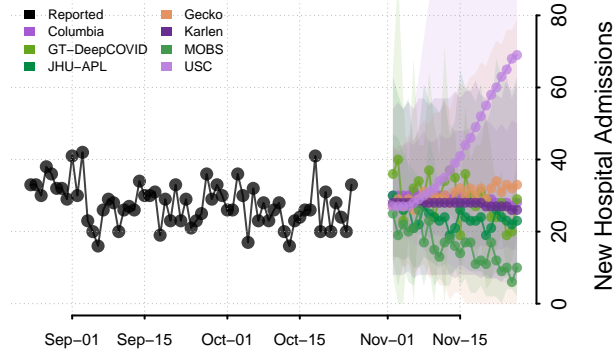 Reported
Columbia
GT−DeepCOVID
JHU−APL
Gecko
Karlen
MOBS
USC
80
60
40
20
0
New Hospital Admissions
Sep−01 Sep−15 Oct−01 Oct−15 Nov−01 Nov−15